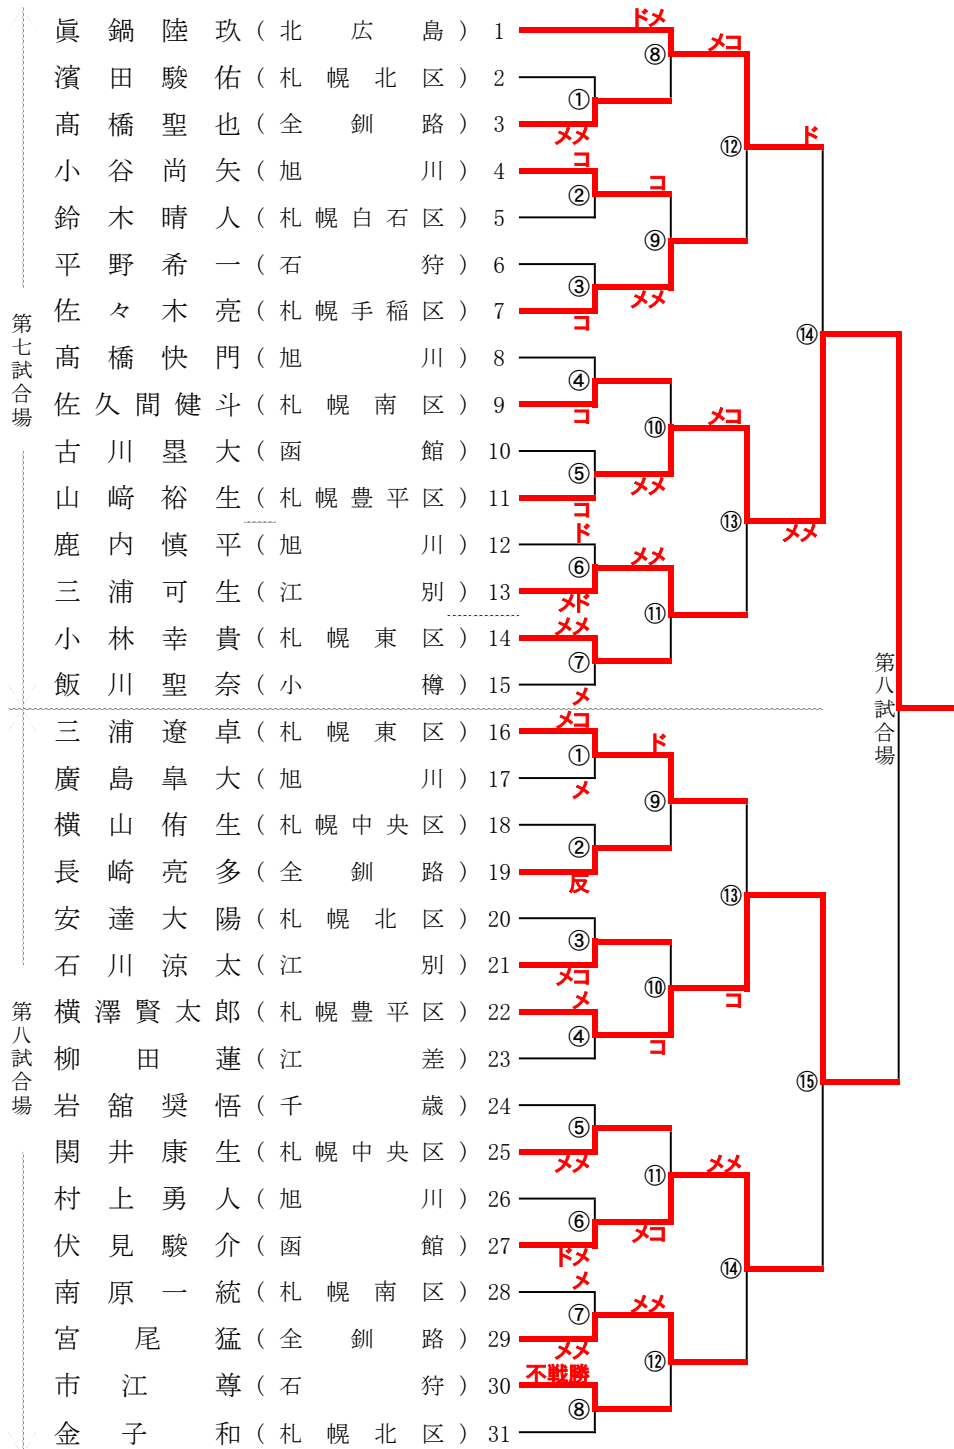 眞鍋陸玖(北広島) 1 ドメ
⑧ メコ
濱田駿佑(札幌北区) 2
①
髙橋聖也(全釧路) 3 メメ
⑫ ド
小谷尚矢(旭川) 4 コ
② コ
鈴木晴人(札幌白石区) 5
⑨
平野希一(石狩) 6
③ メメ
佐々木亮(札幌手稲区) 7 コ
第七試合場
⑭
髙橋快門(旭川) 8
④
佐久間健斗(札幌南区) 9 コ
⑩ メコ
古川塁大(函館) 10
⑤ メメ
山﨑裕生(札幌豊平区) 11 コ
⑬ メメ
鹿内慎平(旭川) 12 ド
⑥ メメ
三浦可生(江別) 13 メド
⑪
小林幸貴(札幌東区) 14 メメ
⑦
飯川聖奈(小樽) 15 メ
第八試合場
三浦遼卓(札幌東区) 16 メコ
① ド
廣島皐大(旭川) 17 メ
⑨
横山侑生(札幌中央区) 18
②
長崎亮多(全釧路) 19 反
⑬
安達大陽(札幌北区) 20
③
石川涼太(江別) 21 メコ
⑩ コ
横澤賢太郎(札幌豊平区) 22 メ
④ コ
柳田蓮(江差) 23
第八試合場
⑮
岩舘奨悟(千歳) 24
⑤
関井康生(札幌中央区) 25 メメ
⑪ メメ
村上勇人(旭川) 26
⑥ メコ
伏見駿介(函館) 27 ドメ
⑭
南原一統(札幌南区) 28 メ
⑦ メメ
宮尾猛(全釧路) 29 メメ
⑫
市江尊(石狩) 30 不戦勝
⑧
金子和(札幌北区) 31